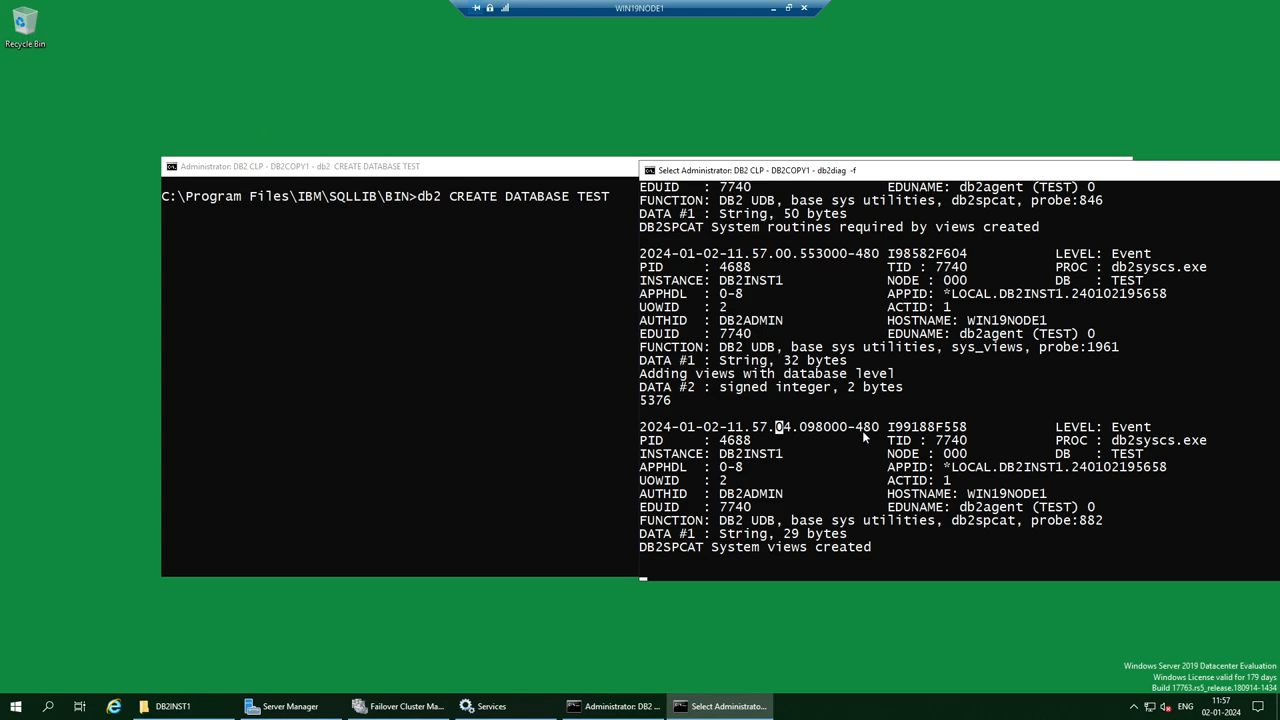 WIN19NODE1
Recycle Bin
Administrator: DB2 CLP - DB2COPY1 - db2 CREATE DATABASE TEST
C:\Program Files\IBM\SQLLIB\BIN>db2 CREATE DATABASE TEST
Select Administrator: DB2 CLP - DB2COPY1 - db2diag -f
EDUID : 7740 EDUNAME: db2agent (TEST) 0
FUNCTION: DB2 UDB, base sys utilities, db2spcat, probe:846
DATA #1 : String, 50 bytes
DB2SPCAT System routines required by views created
2024-01-02-11.57.00.553000-480 I98582F604 LEVEL: Event
PID : 4688 TID : 7740 PROC : db2syscs.exe
INSTANCE: DB2INST1 NODE : 000 DB : TEST
APPHDL : 0-8 APPID: *LOCAL.DB2INST1.240102195658
UOWID : 2 ACTID: 1
AUTHID : DB2ADMIN HOSTNAME: WIN19NODE1
EDUID : 7740 EDUNAME: db2agent (TEST) 0
FUNCTION: DB2 UDB, base sys utilities, sys_views, probe:1961
DATA #1 : String, 32 bytes
Adding views with database level
DATA #2 : signed integer, 2 bytes
5376
2024-01-02-11.57.04.098000-480 I99188F558 LEVEL: Event
PID : 4688 TID : 7740 PROC : db2syscs.exe
INSTANCE: DB2INST1 NODE : 000 DB : TEST
APPHDL : 0-8 APPID: *LOCAL.DB2INST1.240102195658
UOWID : 2 ACTID: 1
AUTHID : DB2ADMIN HOSTNAME: WIN19NODE1
EDUID : 7740 EDUNAME: db2agent (TEST) 0
FUNCTION: DB2 UDB, base sys utilities, db2spcat, probe:882
DATA #1 : String, 29 bytes
DB2SPCAT System views created
Windows Server 2019 Datacenter Evaluation
Windows License valid for 179 days
Build 17763.rs5_release.180914-1434
DB2INST1 Server Manager Failover Cluster Ma... Services Administrator: DB2 ... Select Administrato... ENG 11:57
02-01-2024